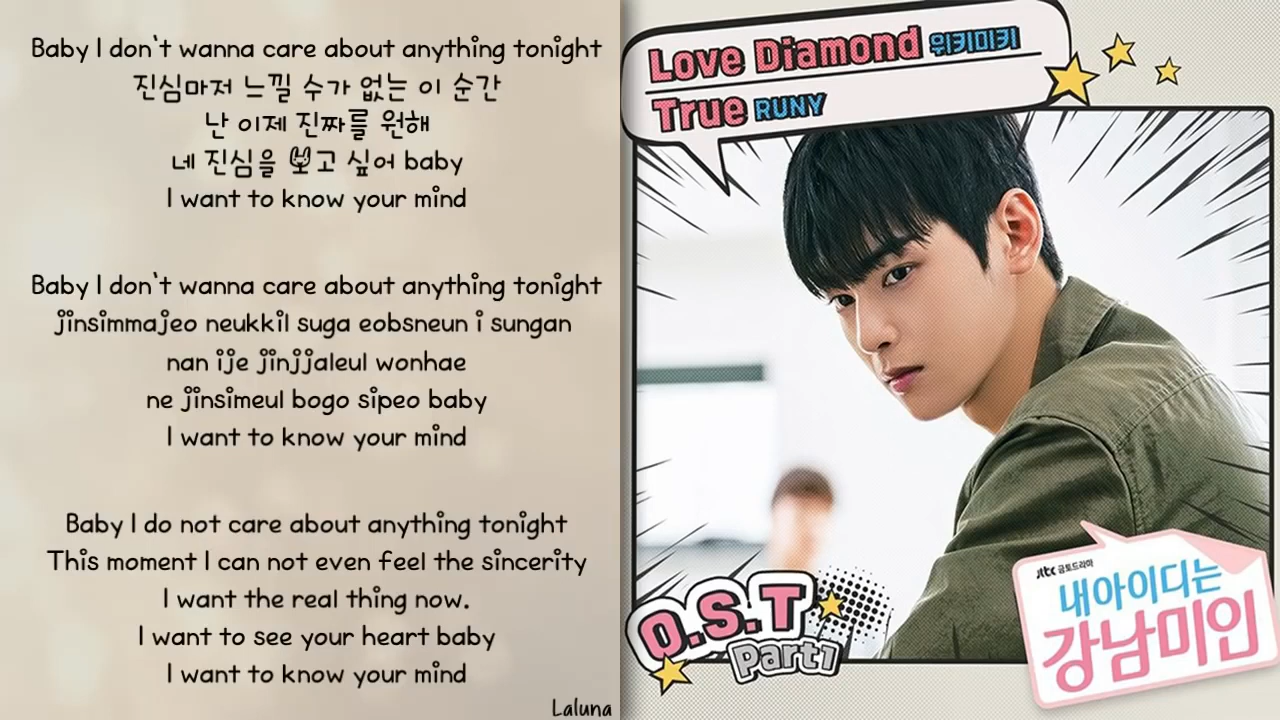 Baby I don't wanna care about anything tonight
진심마저 느낄 수가 없는 이 순간
난 이제 진짜를 원해
네 진심을 보고 싶어 baby
I want to know your mind
Baby I don't wanna care about anything tonight
jinsimmajeo neukkil suga eobsneun i sungan
nan ije jinjjaleul wonhae
ne jinsimeul bogo sipeo baby
I want to know your mind
Baby I do not care about anything tonight
This moment I can not even feel the sincerity
I want the real thing now.
I want to see your heart baby
I want to know your mind
Laluna
Love Diamond 위키미키
True RUNY
O.S.T
Part1
jtbc 금토드라마
내아이디는
강남미인